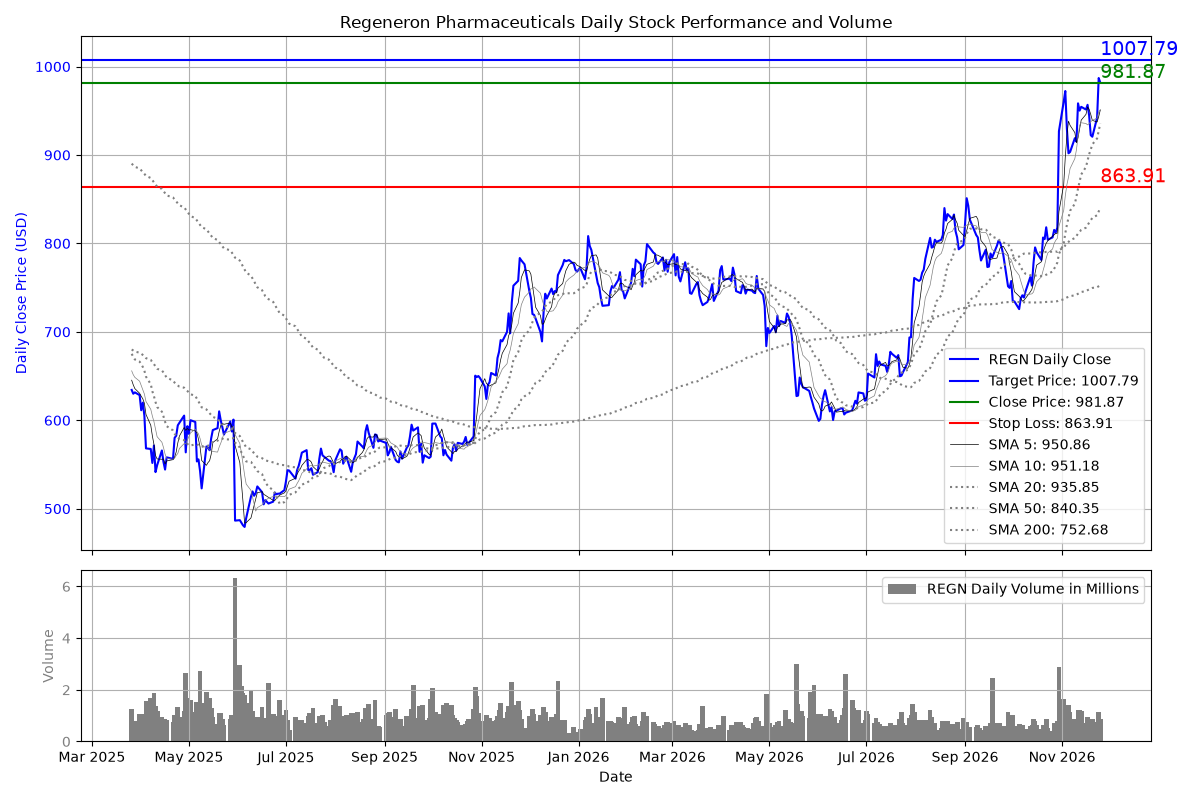 Regeneron Pharmaceuticals Daily Stock Performance and Volume
1007.79
981.87
863.91
Daily Close Price (USD)
1000
900
800
700
600
500
REGN Daily Close
Target Price: 1007.79
Close Price: 981.87
Stop Loss: 863.91
SMA 5: 950.86
SMA 10: 951.18
SMA 20: 935.85
SMA 50: 840.35
SMA 200: 752.68
REGN Daily Volume in Millions
Volume
6
4
2
0
Mar 2025 May 2025 Jul 2025 Sep 2025 Nov 2025 Jan 2026 Mar 2026 May 2026 Jul 2026 Sep 2026 Nov 2026
Date